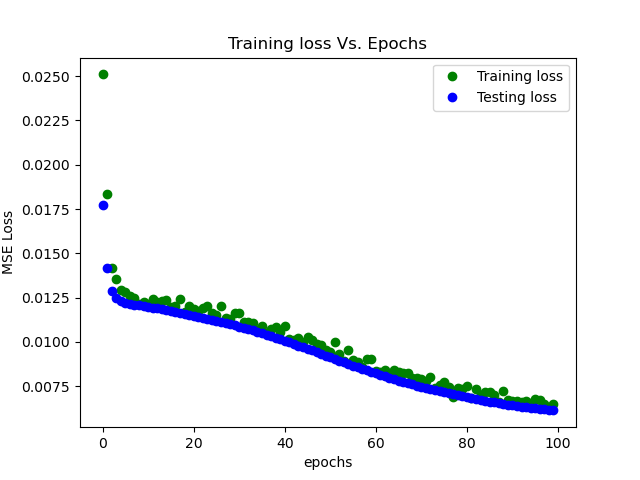 Training loss Vs. Epochs
Training loss
Testing loss
MSE Loss
0.0250
0.0225
0.0200
0.0175
0.0150
0.0125
0.0100
0.0075
0 20 40 60 80 100
epochs